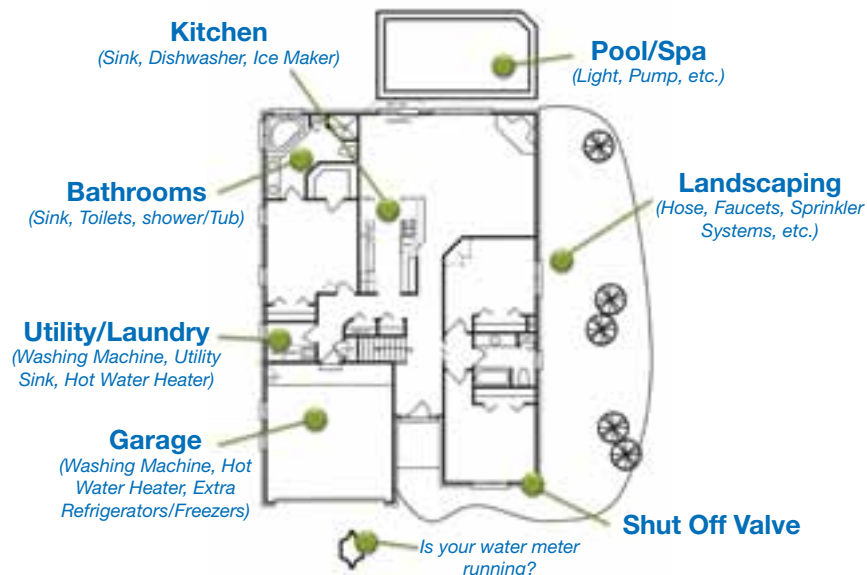 Kitchen
(Sink, Dishwasher, Ice Maker)
Pool/Spa
(Light, Pump, etc.)
Bathrooms
(Sink, Toilets, shower/Tub)
Landscaping
(Hose, Faucets, Sprinkler
Systems, etc.)
Utility/Laundry
(Washing Machine, Utility
Sink, Hot Water Heater)
Garage
(Washing Machine, Hot
Water Heater, Extra
Refrigerators/Freezers)
Shut Off Valve
Is your water meter
running?